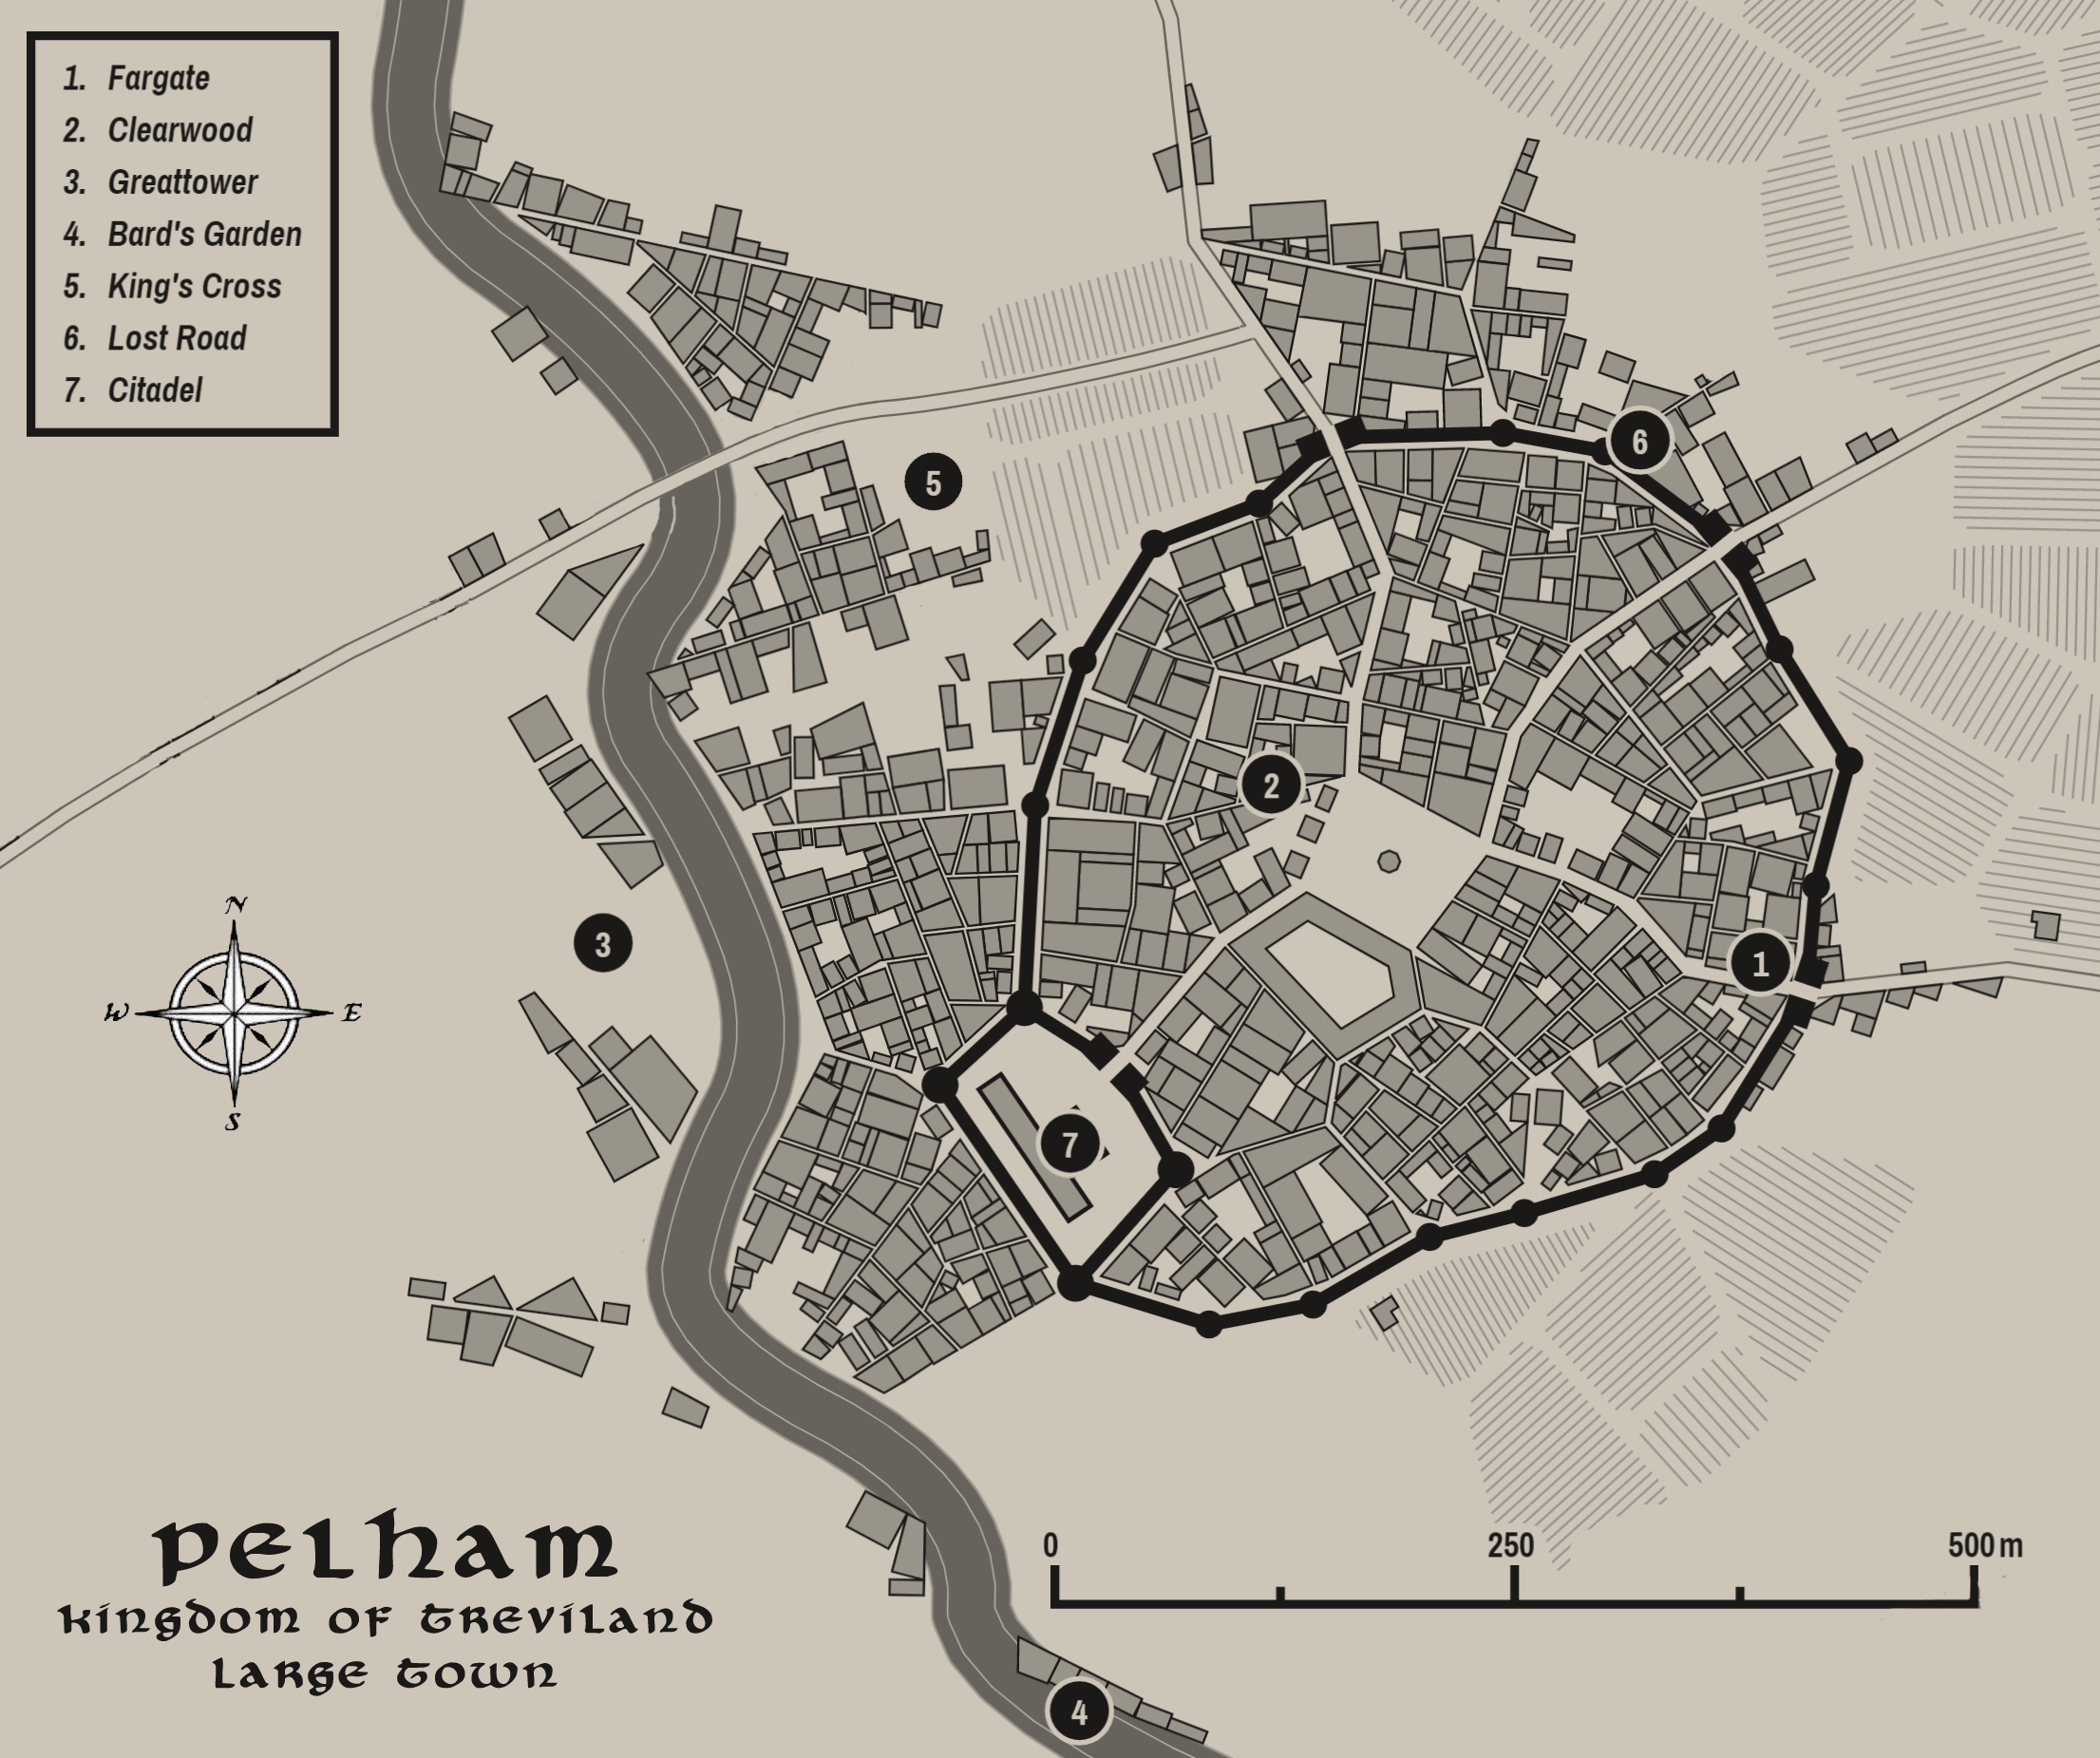 1. Fargate
2. Clearwood
3. Greattower
4. Bard's Garden
5. King's Cross
6. Lost Road
7. Citadel
6
5
2
1
3
7
N
W E
S
0 250 500 m
4
Pelham
Kingdom of Treviland
Large Town